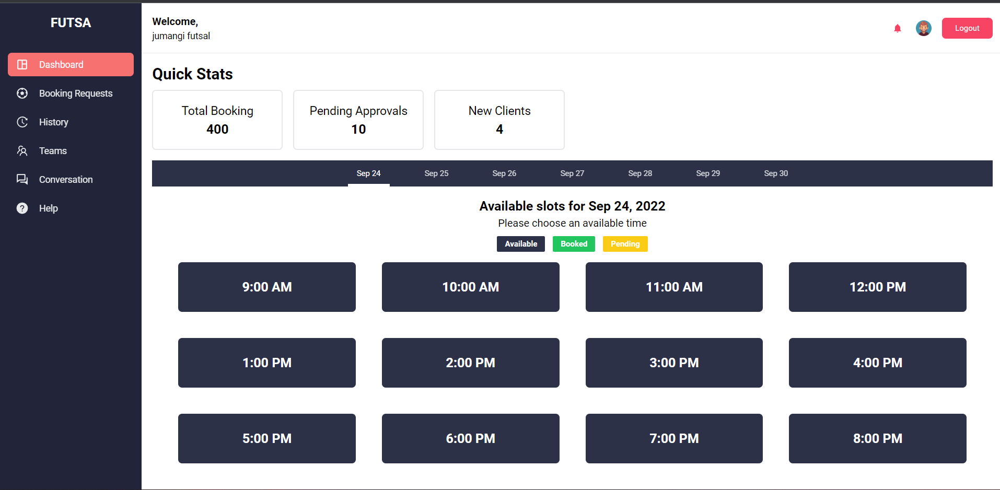 FUTSA
Dashboard
Booking Requests
History
Teams
Conversation
Help
Welcome,
jumangi futsal
Logout
Quick Stats
Total Booking
400
Pending Approvals
10
New Clients
4
Sep 24 Sep 25 Sep 26 Sep 27 Sep 28 Sep 29 Sep 30
Available slots for Sep 24, 2022
Please choose an available time
Available Booked Pending
9:00 AM 10:00 AM 11:00 AM 12:00 PM
1:00 PM 2:00 PM 3:00 PM 4:00 PM
5:00 PM 6:00 PM 7:00 PM 8:00 PM